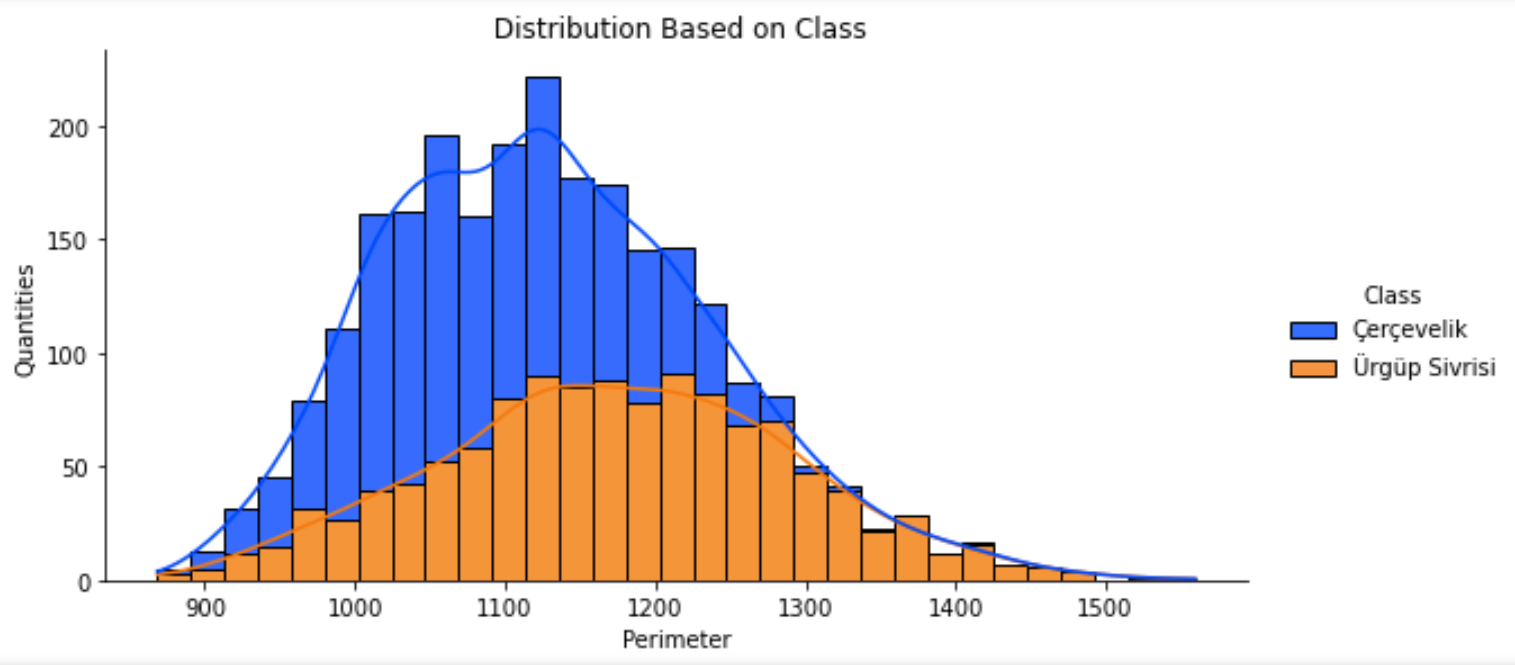 Distribution Based on Class
200
150
100
50
0
Quantities
900 1000 1100 1200 1300 1400 1500
Perimeter
Class
Çerçevelik
Ürgüp Sivrisi